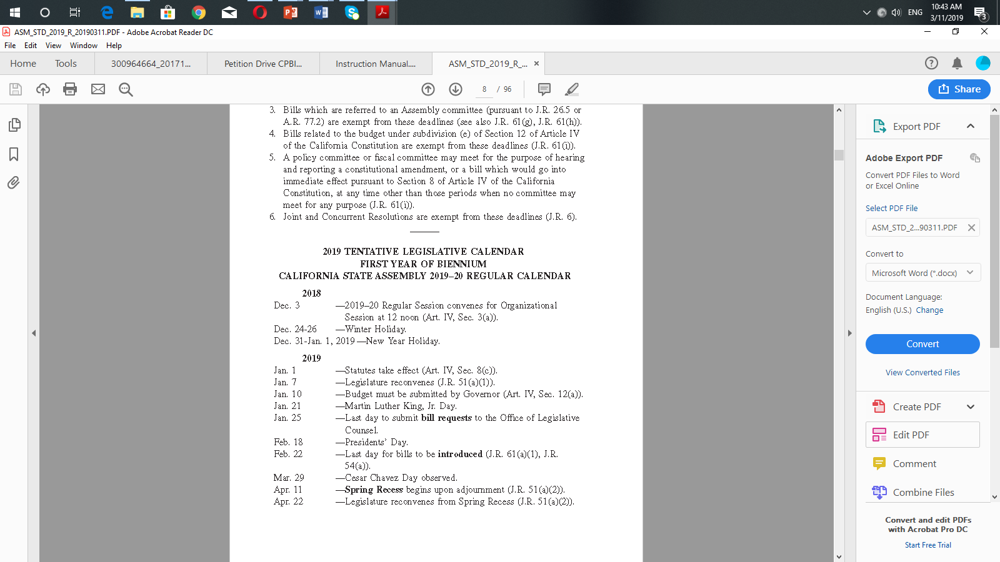 ENG
10:43 AM
3/11/2019
3
ASM_STD_2019_R_20190311.PDF - Adobe Acrobat Reader DC
File Edit View Window Help
Home Tools 300964664_20171... Petition Drive CPBI... Instruction Manual.... ASM_STD_2019_R_... ×
8 / 96
Share
3. Bills which are referred to an Assembly committee (pursuant to J.R. 26.5 or
A.R. 77.2) are exempt from these deadlines (see also J.R. 61(g), J.R. 61(h)).
4. Bills related to the budget under subdivision (e) of Section 12 of Article IV
of the California Constitution are exempt from these deadlines (J.R. 61(i)).
5. A policy committee or fiscal committee may meet for the purpose of hearing
and reporting a constitutional amendment, or a bill which would go into
immediate effect pursuant to Section 8 of Article IV of the California
Constitution, at any time other than those periods when no committee may
meet for any purpose (J.R. 61(i)).
6. Joint and Concurrent Resolutions are exempt from these deadlines (J.R. 6).
2019 TENTATIVE LEGISLATIVE CALENDAR
FIRST YEAR OF BIENNIUM
CALIFORNIA STATE ASSEMBLY 2019–20 REGULAR CALENDAR
2018
Dec. 3 —2019–20 Regular Session convenes for Organizational
Session at 12 noon (Art. IV, Sec. 3(a)).
Dec. 24-26 —Winter Holiday.
Dec. 31-Jan. 1, 2019—New Year Holiday.
2019
Jan. 1 —Statutes take effect (Art. IV, Sec. 8(c)).
Jan. 7 —Legislature reconvenes (J.R. 51(a)(1)).
Jan. 10 —Budget must be submitted by Governor (Art. IV, Sec. 12(a)).
Jan. 21 —Martin Luther King, Jr. Day.
Jan. 25 —Last day to submit bill requests to the Office of Legislative
Counsel.
Feb. 18 —Presidents' Day.
Feb. 22 —Last day for bills to be introduced (J.R. 61(a)(1), J.R.
54(a)).
Mar. 29 —Cesar Chavez Day observed.
Apr. 11 —Spring Recess begins upon adjournment (J.R. 51(a)(2)).
Apr. 22 —Legislature reconvenes from Spring Recess (J.R. 51(a)(2)).
Export PDF
Adobe Export PDF
Convert PDF Files to Word
or Excel Online
Select PDF File
ASM_STD_2...90311.PDF
Convert to
Microsoft Word (*.docx)
Document Language:
English (U.S.) Change
Convert
View Converted Files
Create PDF
Edit PDF
Comment
Combine Files
Convert and edit PDFs
with Acrobat Pro DC
Start Free Trial